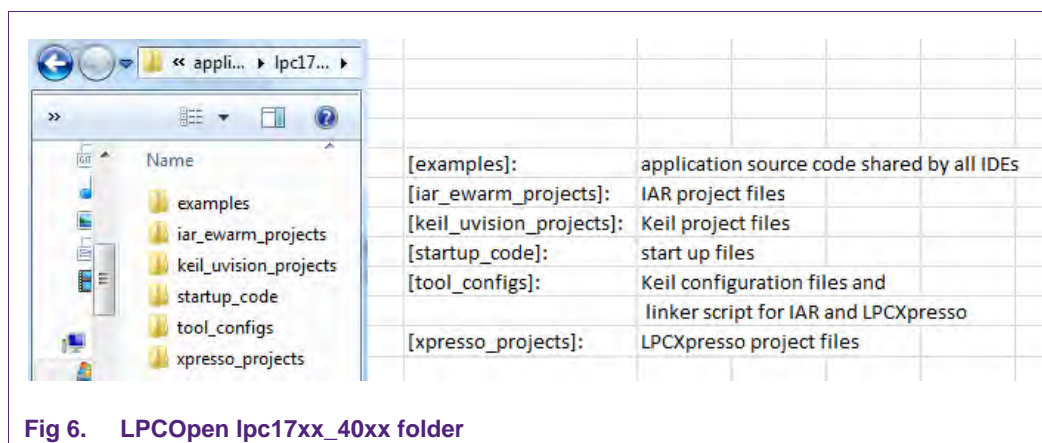 « appli... ▸ lpc17... ▸
»
Name
examples
iar_ewarm_projects
keil_uvision_projects
startup_code
tool_configs
xpresso_projects
[examples]: application source code shared by all IDEs
[iar_ewarm_projects]: IAR project files
[keil_uvision_projects]: Keil project files
[startup_code]: start up files
[tool_configs]: Keil configuration files and
linker script for IAR and LPCXpresso
[xpresso_projects]: LPCXpresso project files
Fig 6. LPCOpen lpc17xx_40xx folder